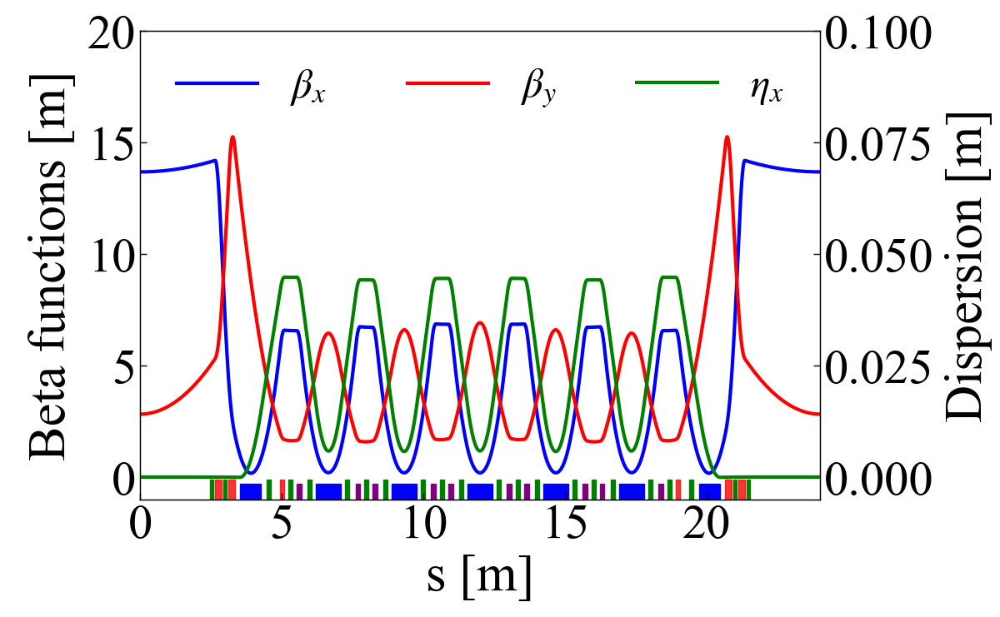 20
15
10
5
0
Beta functions [m]
βx
βy
ηx
0.100
0.075
0.050
0.025
0.000
Dispersion [m]
0 5 10 15 20
s [m]